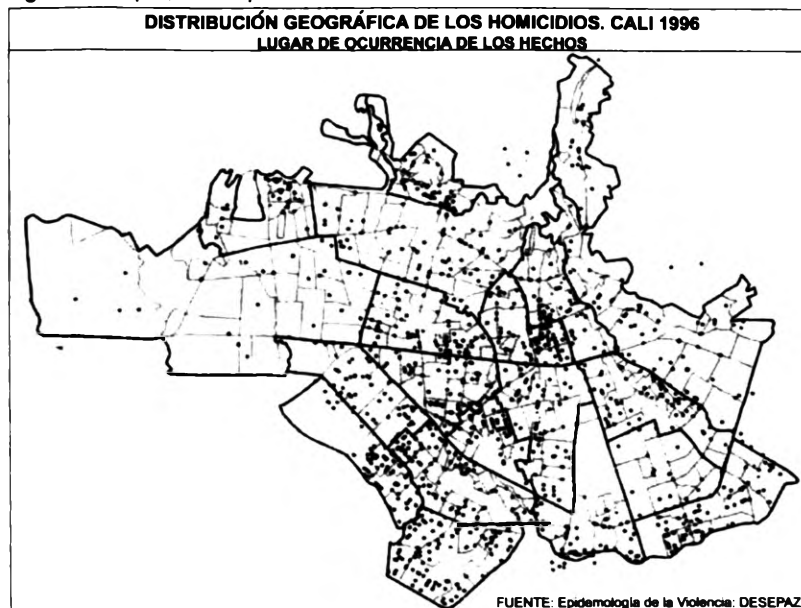 DISTRIBUCIÓN GEOGRÁFICA DE LOS HOMICIDIOS. CALI 1996
LUGAR DE OCURRENCIA DE LOS HECHOS
FUENTE: Epidemología de la Violencia: DESEPAZ